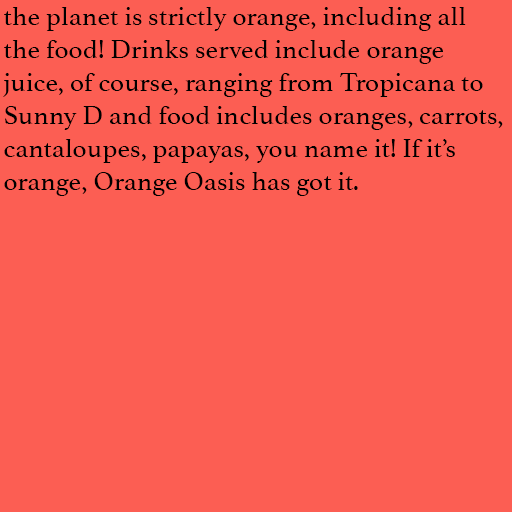 the planet is strictly orange, including all
the food! Drinks served include orange
juice, of course, ranging from Tropicana to
Sunny D and food includes oranges, carrots,
cantaloupes, papayas, you name it! If it’s
orange, Orange Oasis has got it.